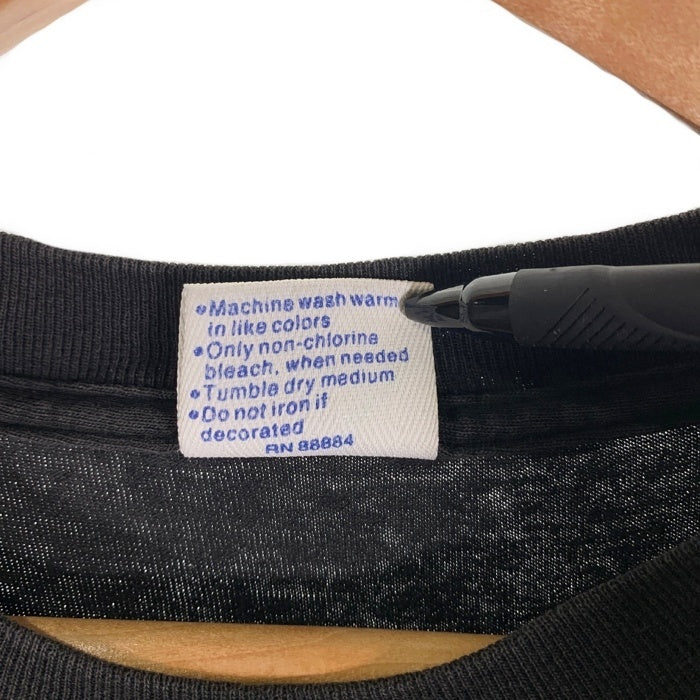 •Machine wash warm
in like colors
•Only non-chlorine
bleach, when needed
•Tumble dry medium
•Do not iron if
decorated
RN 88884